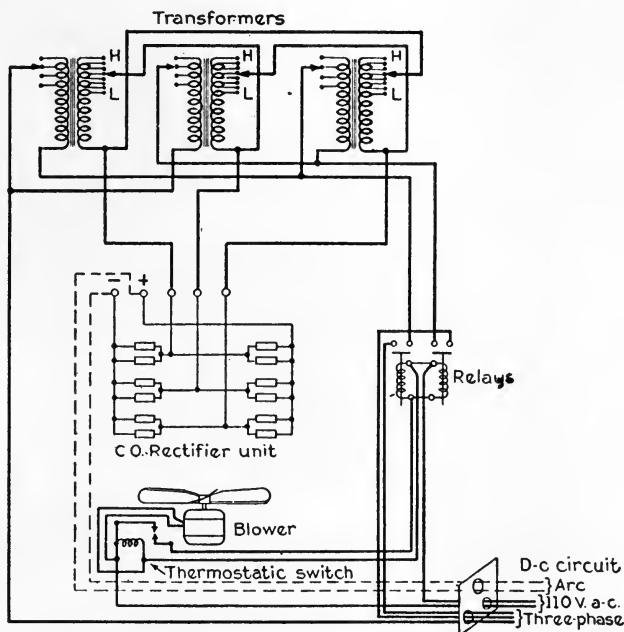 Transformers
H
H
H
L
L
L
- +
Relays
C O. Rectifier unit
Blower
Thermostatic switch
D-c circuit
Arc
110 V. a-c.
Three-phase